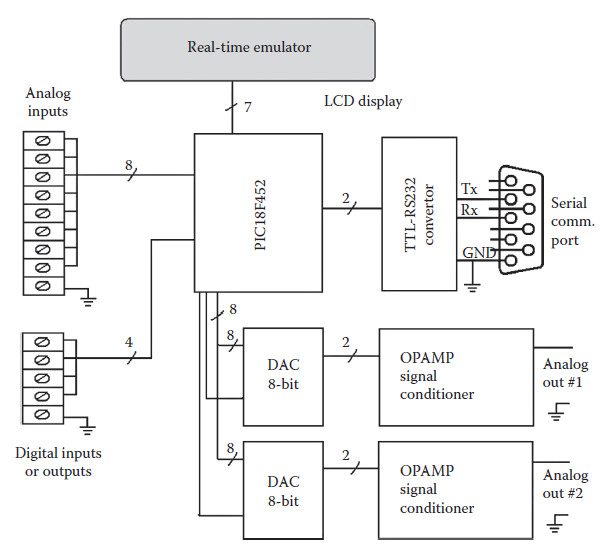 Real-time emulator
7
LCD display
Analog
inputs
8
PIC18F452
2
TTL-RS232
convertor
Tx
Rx
GND
Serial
comm.
port
4
Digital inputs
or outputs
8
8
DAC
8-bit
2
OPAMP
signal
conditioner
Analog
out #1
8
DAC
8-bit
2
OPAMP
signal
conditioner
Analog
out #2